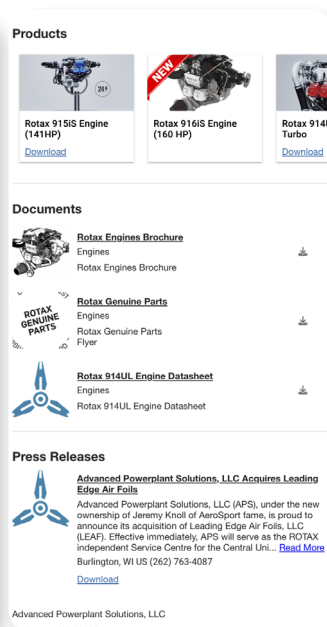 Products
24/7
NEW
Rotax 915iS Engine
(141HP)
Download
Rotax 916iS Engine
(160 HP)
Rotax 914U
Turbo
Download
Documents
Rotax Engines Brochure
Engines
Rotax Engines Brochure
ROTAX
GENUINE
PARTS
Rotax Genuine Parts
Engines
Rotax Genuine Parts
Flyer
Rotax 914UL Engine Datasheet
Engines
Rotax 914UL Engine Datasheet
Press Releases
Advanced Powerplant Solutions, LLC Acquires Leading
Edge Air Foils
Advanced Powerplant Solutions, LLC (APS), under the new
ownership of Jeremy Knoll of AeroSport fame, is proud to
announce its acquisition of Leading Edge Air Foils, LLC
(LEAF). Effective immediately, APS will serve as the ROTAX
independent Service Centre for the Central Uni... Read More
Burlington, WI US (262) 763-4087
Download
Advanced Powerplant Solutions, LLC